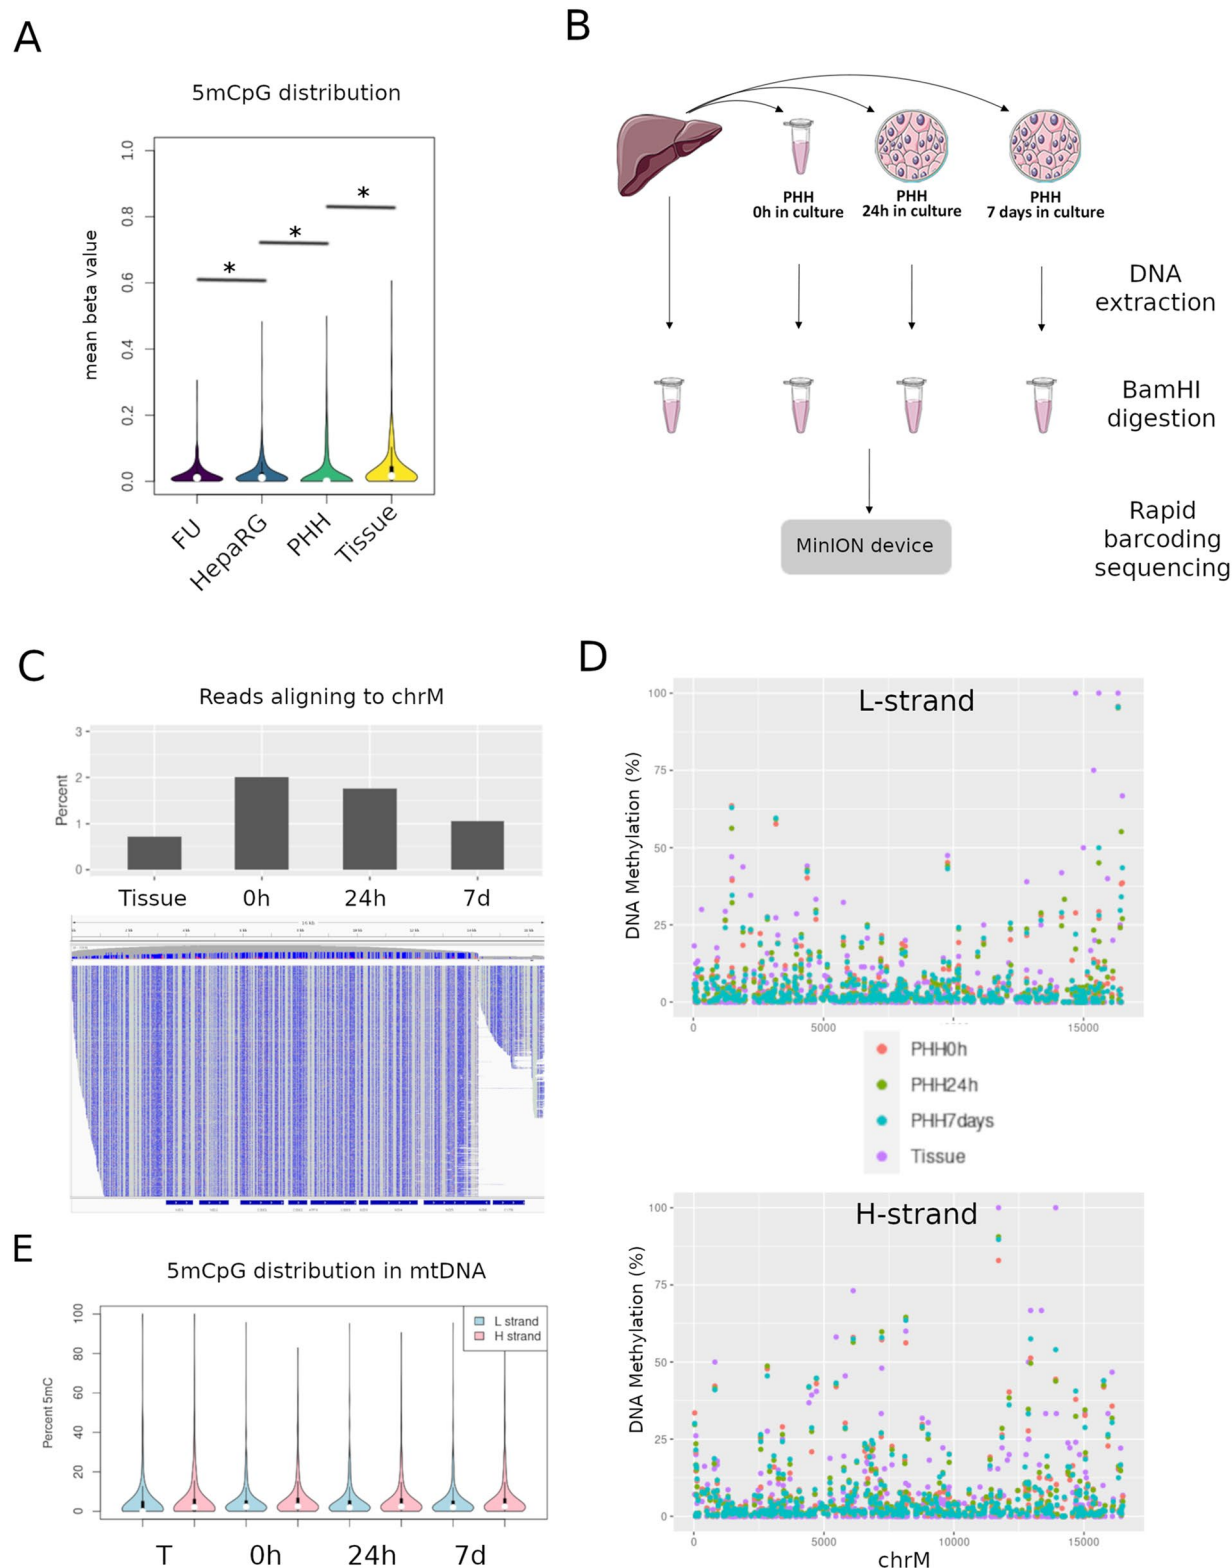 A
5mCpG distribution
mean beta value
1.0
0.8
0.6
0.4
0.2
0.0
*
*
*
FU
HepaRG
PHH
Tissue
B
PHH
0h in culture
PHH
24h in culture
PHH
7 days in culture
DNA
extraction
BamHI
digestion
Rapid
barcoding
sequencing
MinION device
C
Reads aligning to chrM
Percent
3
2
1
0
Tissue
0h
24h
7d
D
L-strand
DNA Methylation (%)
100
75
50
25
0
0
5000
15000
PHH0h
PHH24h
PHH7days
Tissue
H-strand
DNA Methylation (%)
100
75
50
25
0
0
5000
10000
15000
chrM
E
5mCpG distribution in mtDNA
Percent 5mC
100
80
60
40
20
0
L strand
H strand
T
0h
24h
7d